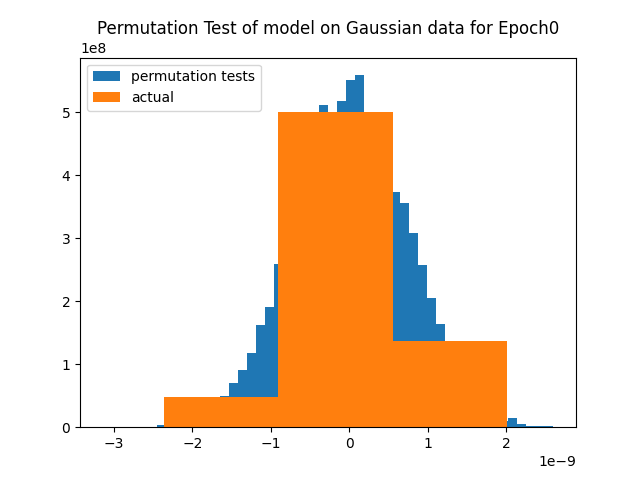 Permutation Test of model on Gaussian data for Epoch0
1e8
permutation tests
actual
5
4
3
2
1
0
−3 −2 −1 0 1 2
1e−9